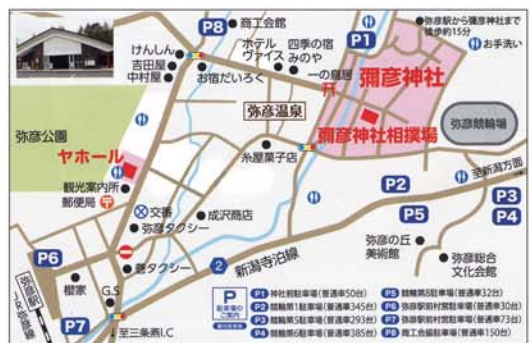 P8
商工会館
けんしん
吉田屋
中村屋
お宿だいろく
ホテル
ヴァイス
四季の宿
みのや
P1
一の鳥居
弥彦駅から彌彦神社まで
徒歩約15分
お手洗い
彌彦神社
弥彦温泉
彌彦神社相撲場
弥彦競輪場
弥彦公園
ヤホール
糸屋菓子店
観光案内所
郵便局
交番
弥彦タクシー
成沢商店
至新潟方面
P2
P3
P4
P5
弥彦の丘
美術館
弥彦総合
文化会館
P6
弥彦駅
JR弥彦線
櫻家
タクシー
G.S
P7
至三条燕I.C
2
新潟寺泊線
P
駐車場の
ご案内
P1 神社前駐車場(普通車50台)
P2 競輪第1駐車場(普通車345台)
P3 競輪第5駐車場(普通車293台)
P4 競輪第6駐車場(普通車385台)
P5 競輪第8駐車場(普通車32台)
P6 弥彦駅前村営駐車場(普通車30台)
P7 弥彦駅前村営駐車場(普通車73台)
P8 商工会脇駐車場(普通車150台)